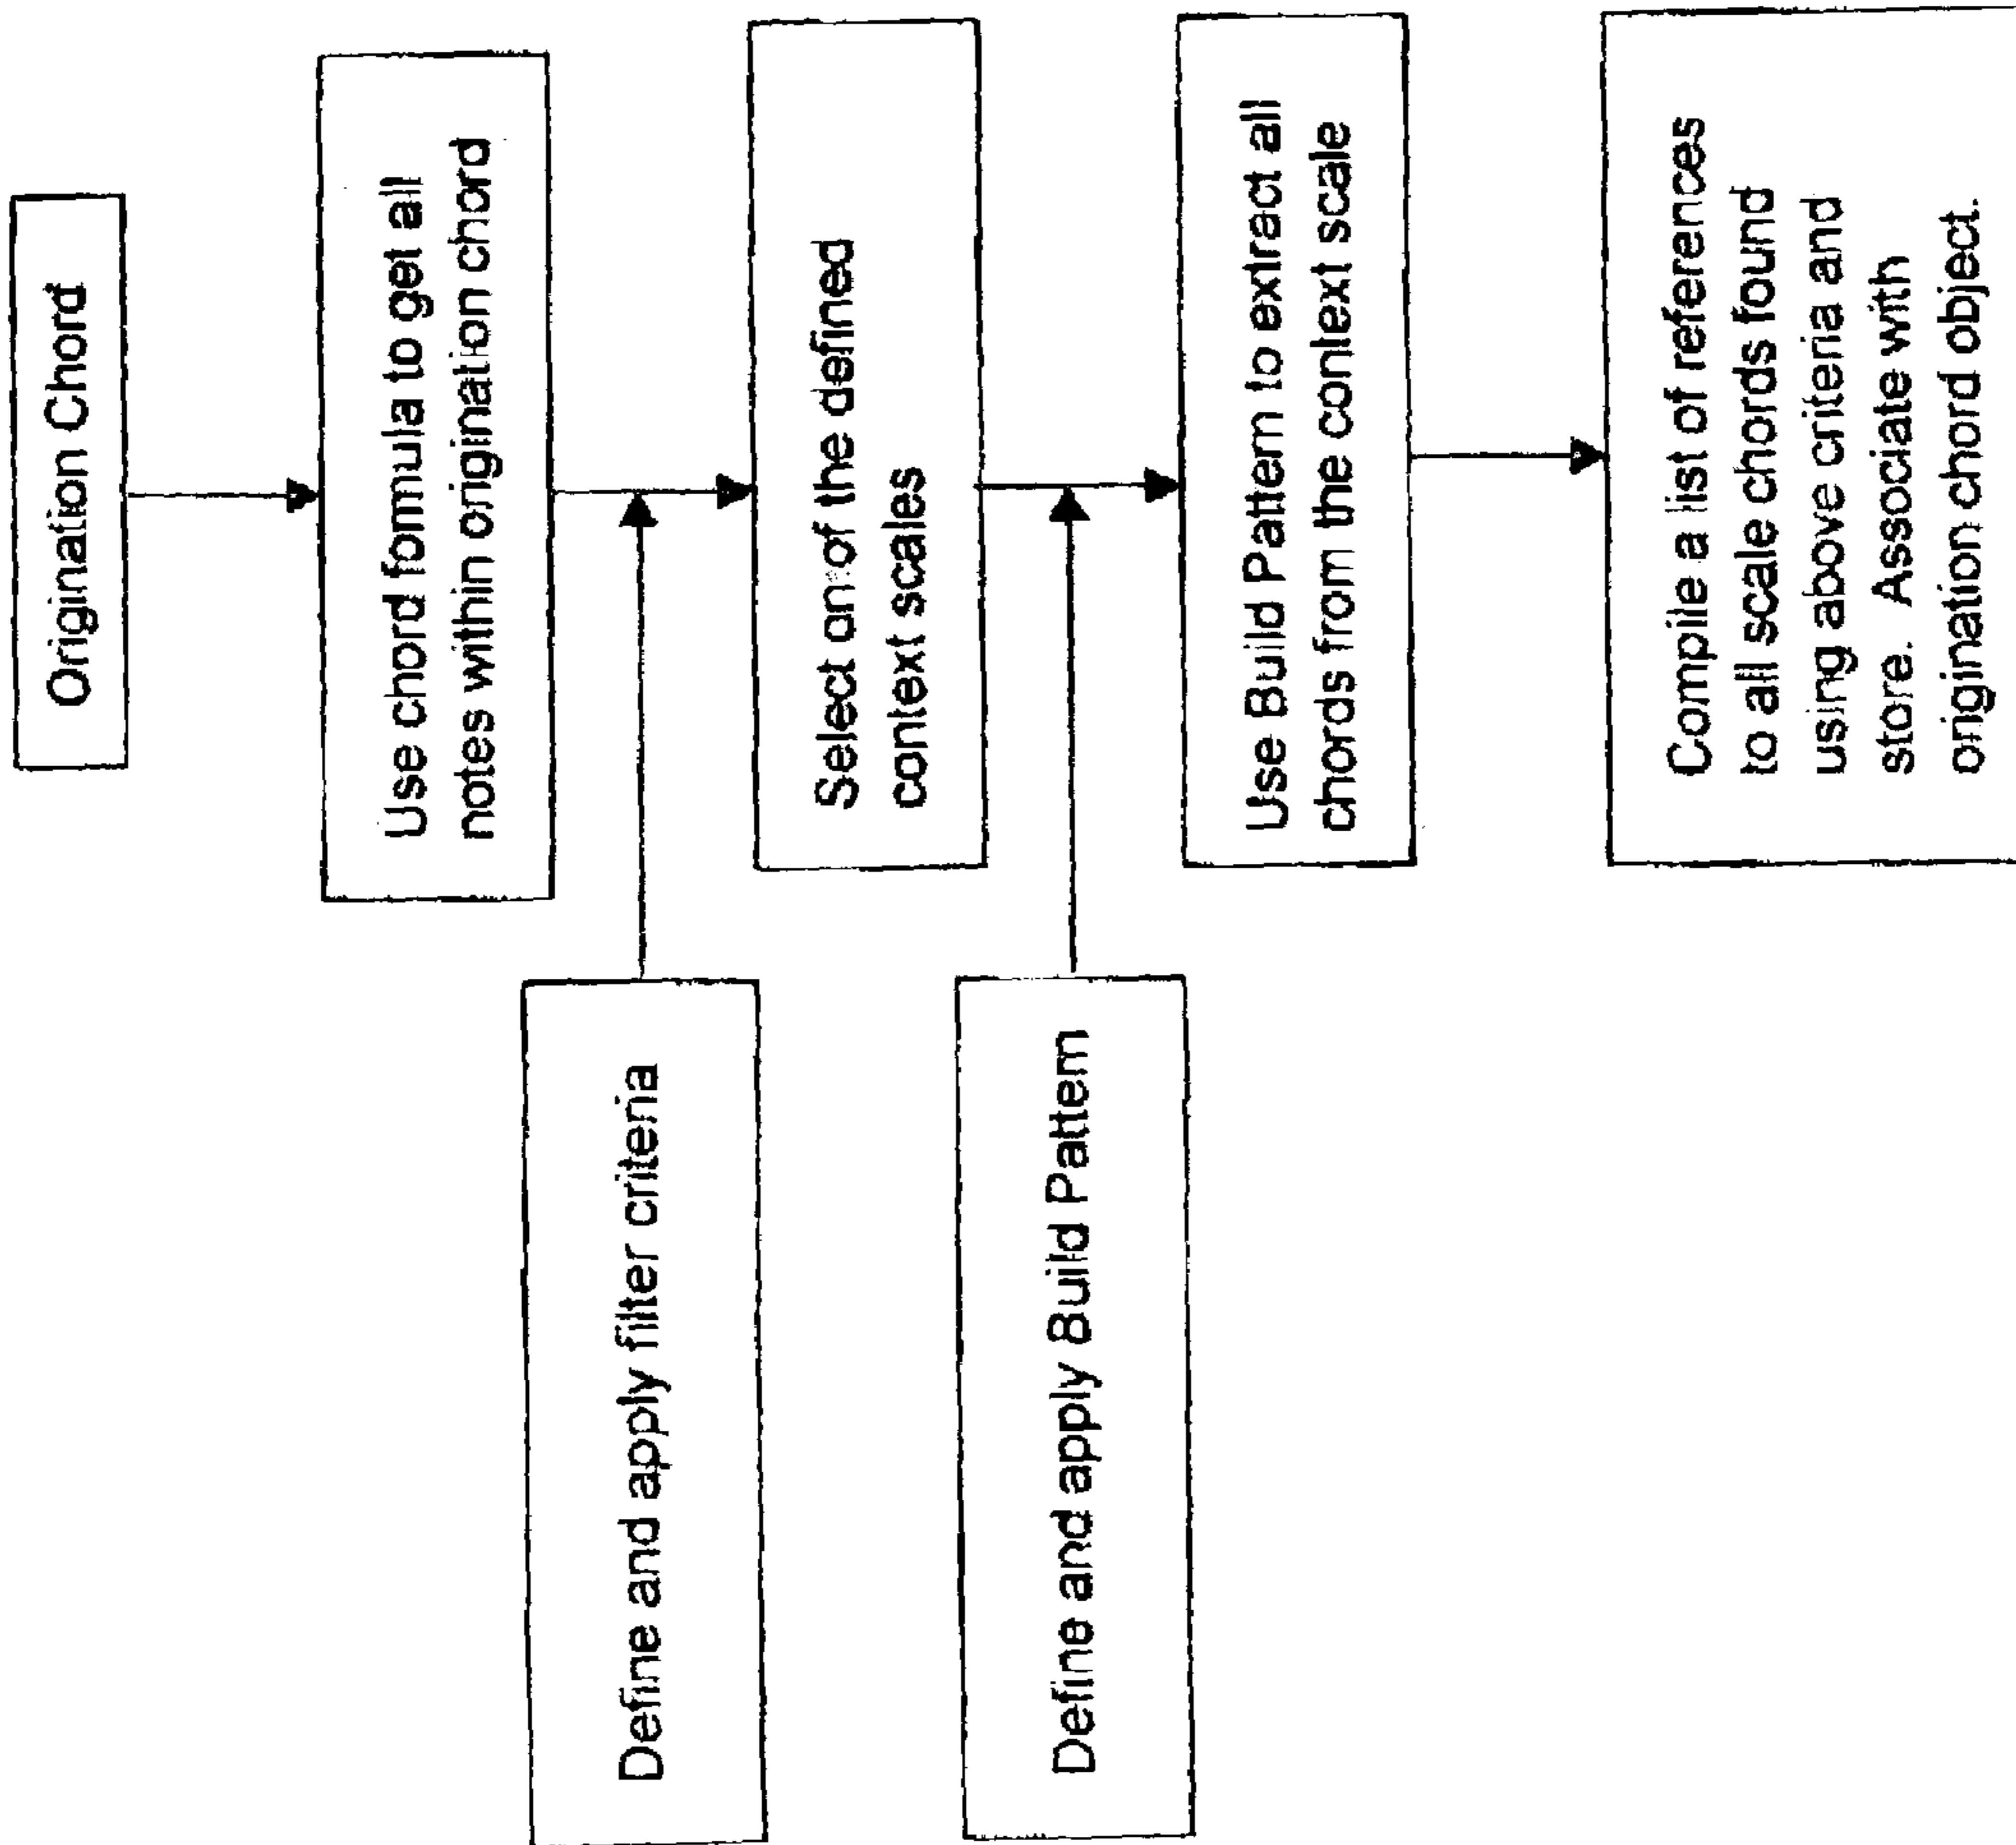 Origination Chord
Use chord formula to get all
notes within origination chord
Define and apply filter criteria
Select on of the defined
context scales
Define and apply Build Pattern
Use Build Pattern to extract all
chords from the context scale
Compile a list of references
to all scale chords found
using above criteria and
store. Associate with
origination chord object.